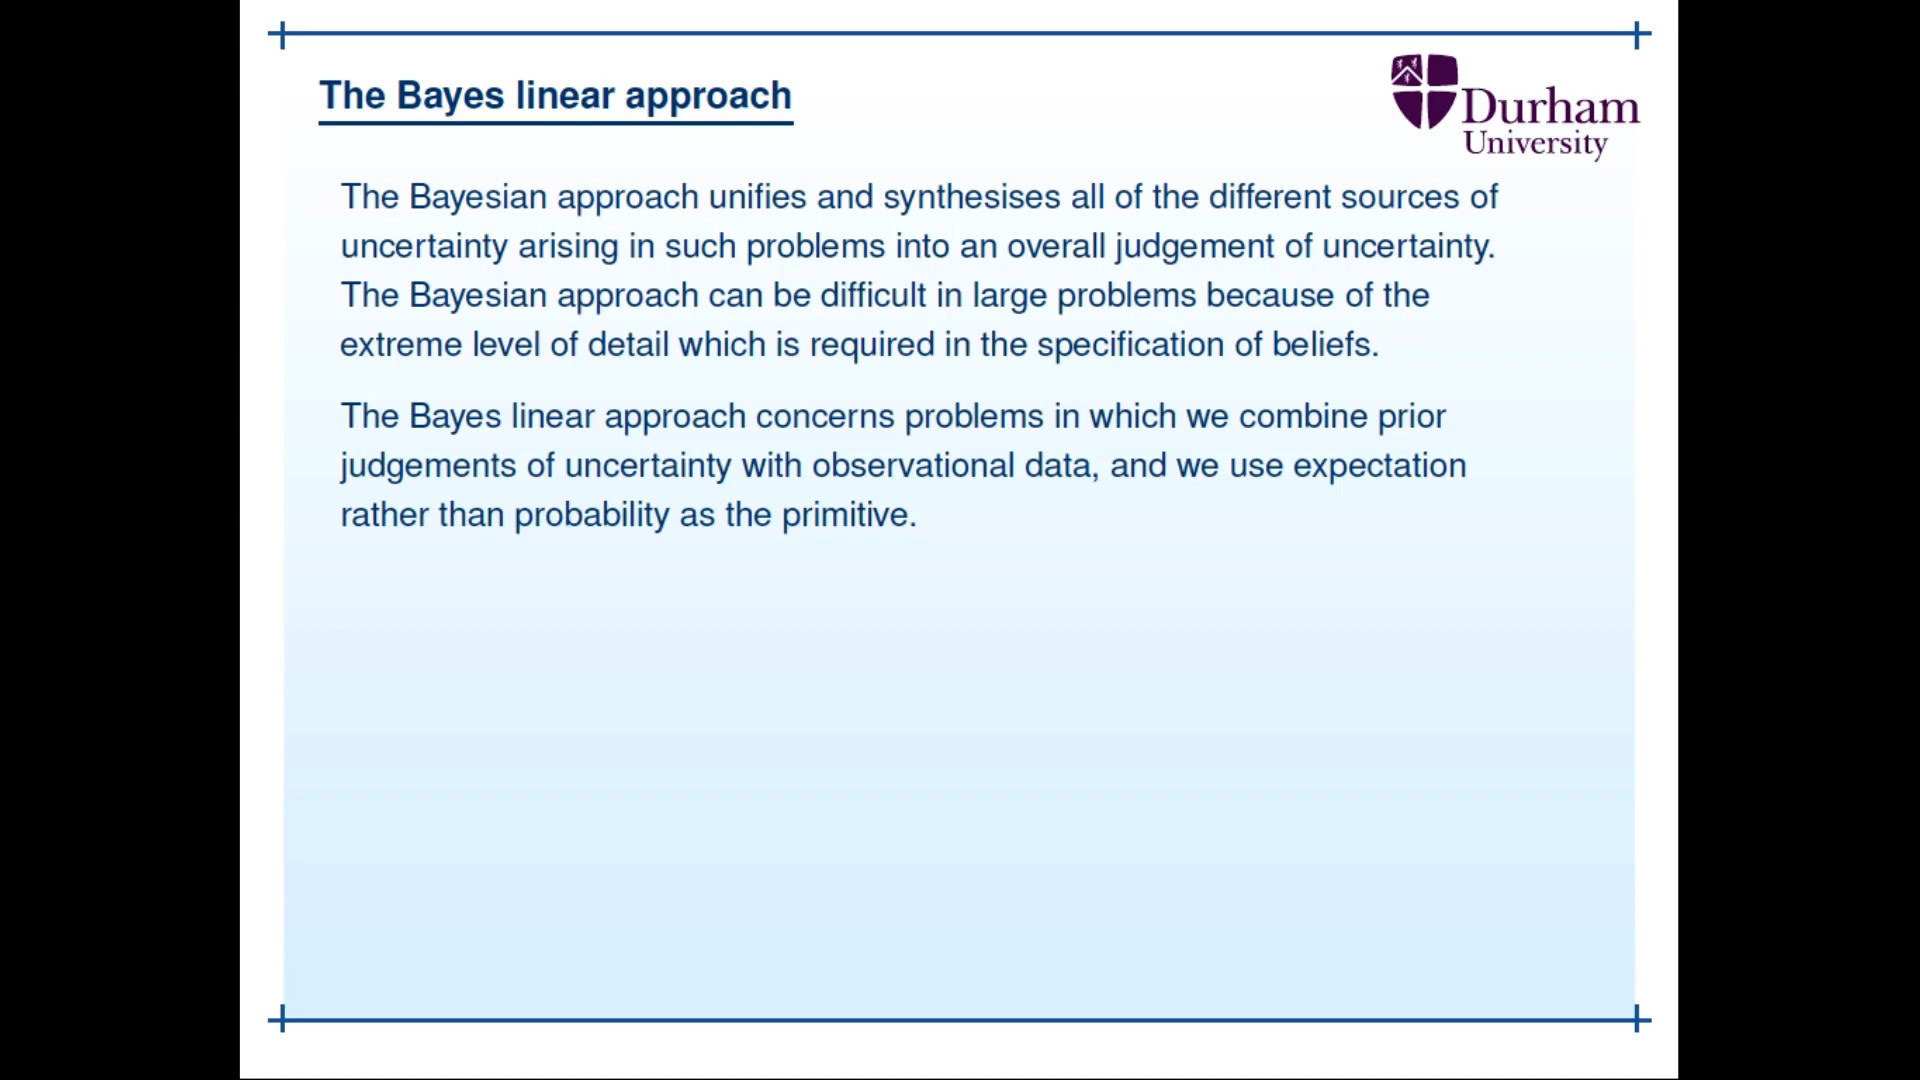 The Bayes linear approach
Durham
University
The Bayesian approach unifies and synthesises all of the different sources of
uncertainty arising in such problems into an overall judgement of uncertainty.
The Bayesian approach can be difficult in large problems because of the
extreme level of detail which is required in the specification of beliefs.
The Bayes linear approach concerns problems in which we combine prior
judgements of uncertainty with observational data, and we use expectation
rather than probability as the primitive.